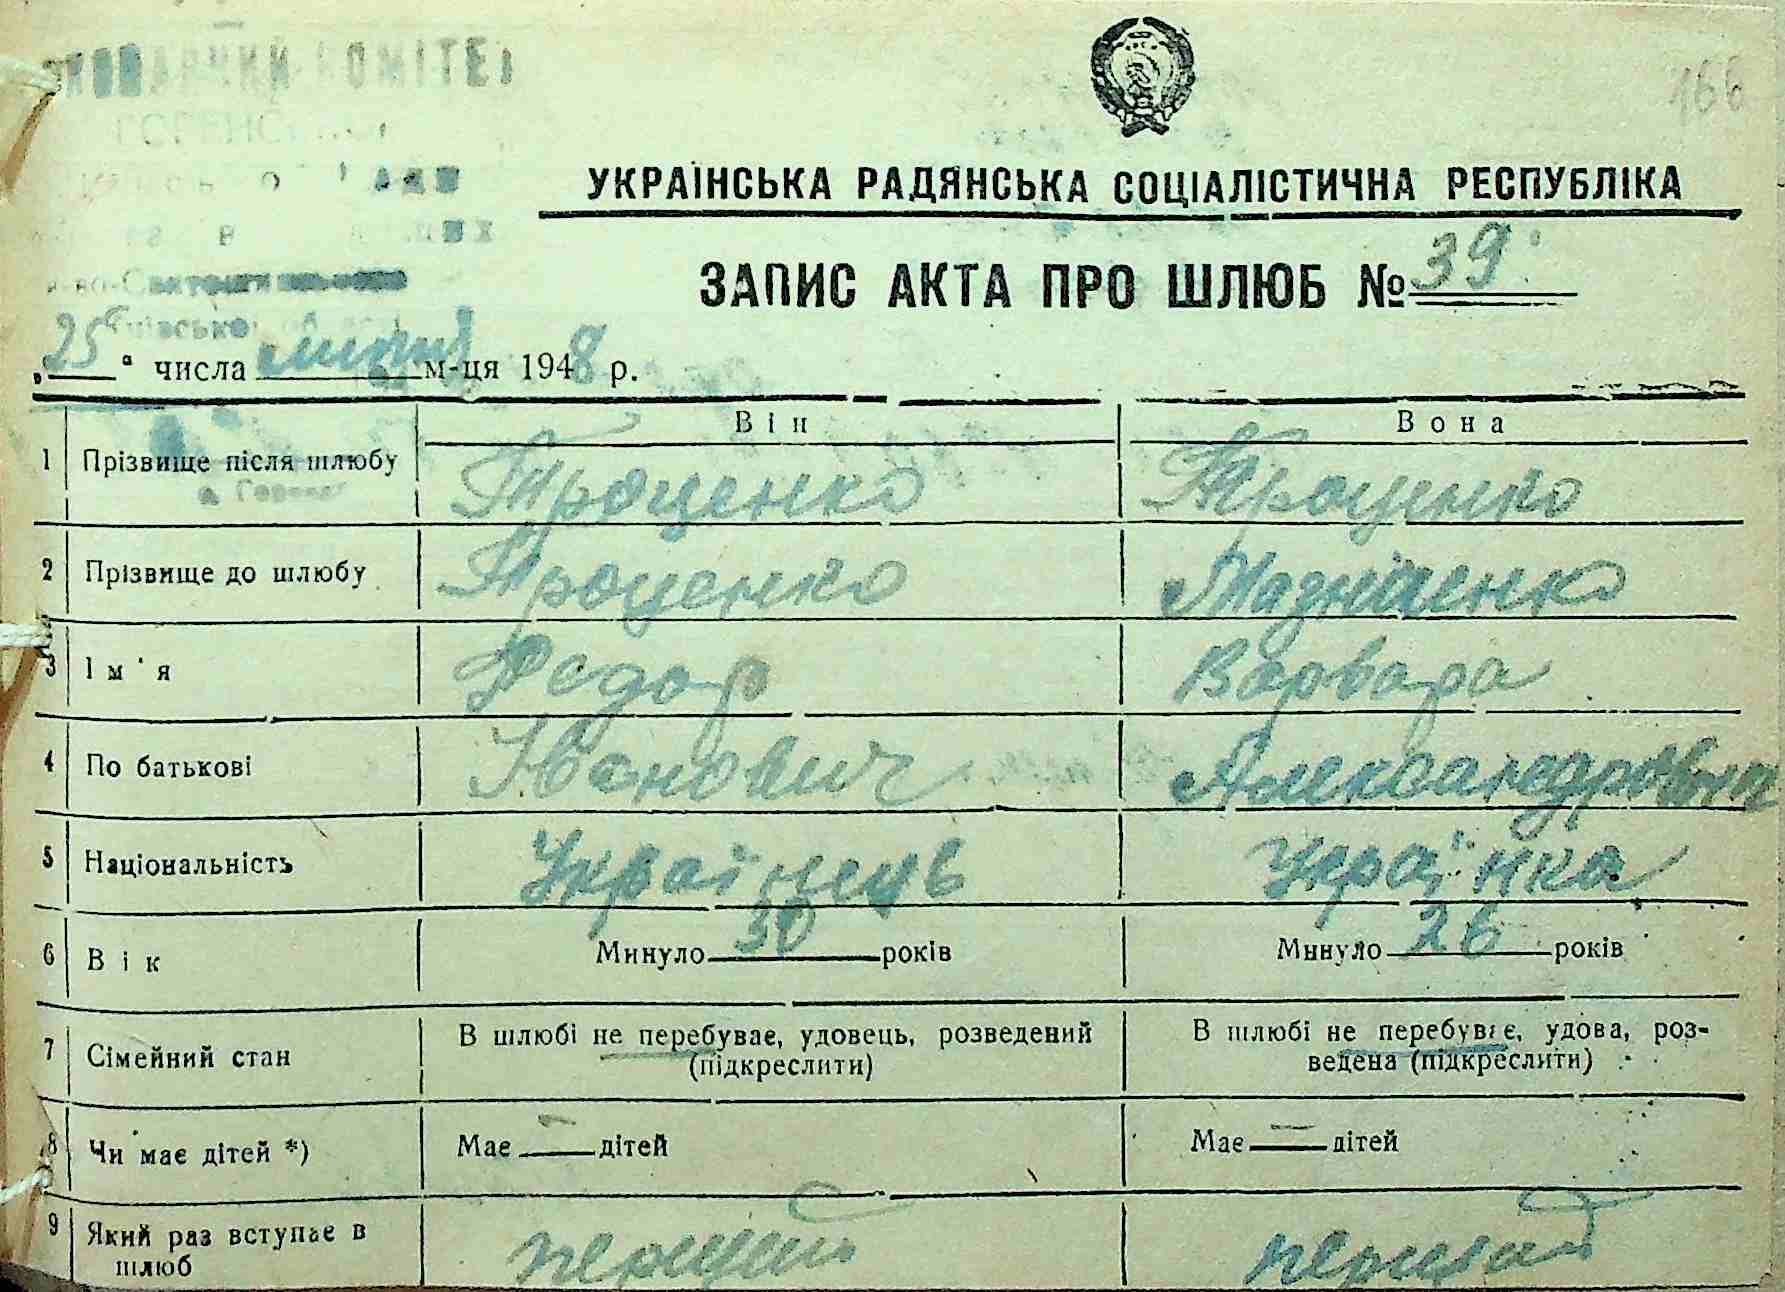 166
УКРАЇНСЬКА РАДЯНСЬКА СОЦІАЛІСТИЧНА РЕСПУБЛІКА
ЗАПИС АКТА ПРО ШЛЮБ № 39
„25“ числа м-ця 1948 р.
Він Вона
1 Прізвище після шлюбу Троценко Троценко
2 Прізвище до шлюбу Троценко
3 Ім'я Федор Варвара
4 По батькові Іванович Александровна
5 Національність Українець Українка
6 Вік Минуло 30 років Минуло 26 років
7 Сімейний стан В шлюбі не перебуває, удовець, розведений (підкреслити) В шлюбі не перебуває, удова, роз-
ведена (підкреслити)
8 Чи має дітей *) Має — дітей Має — дітей
9 Який раз вступає в
шлюб перший перший